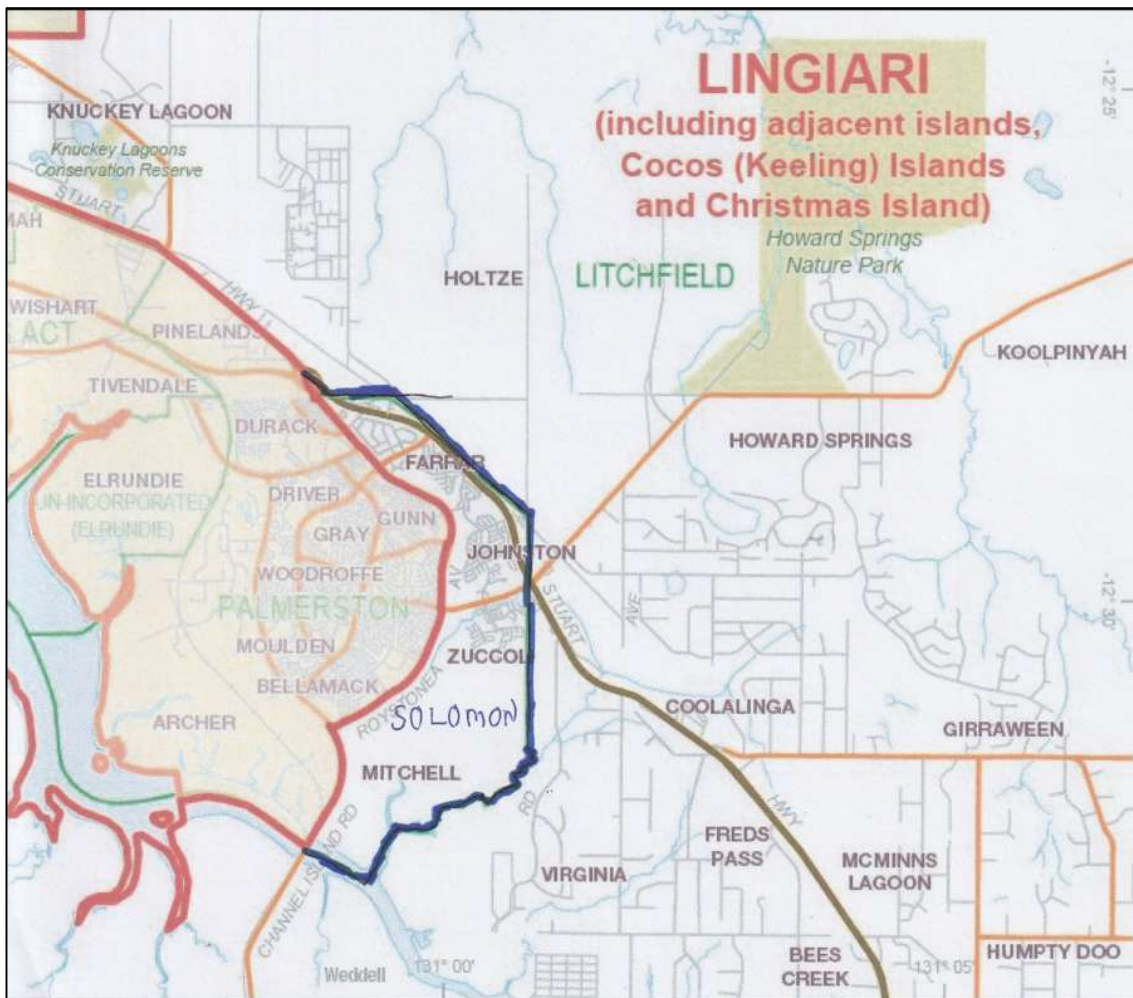 LINGIARI
(including adjacent islands,
Cocos (Keeling) Islands
and Christmas Island)
-12° 25'
KNUCKEY LAGOON
Knuckey Lagoons
Conservation Reserve
STUART
HWY
Howard Springs
Nature Park
HOLTZE
LITCHFIELD
MAH
WISHART
ACT
PINELANDS
KOOLPINYAH
TIVENDALE
DURACK
HOWARD SPRINGS
FARRAR
ELRUNDIE
UN-INCORPORATED
(ELRUNDIE)
DRIVER
GUNN
GRAY
JOHNSTON
WOODROFFE
AV
STUART
AVE
-12° 30'
PALMERSTON
MOULDEN
ZUCCOLI
BELLAMACK
ROYSTONEA
SOLOMON
COOLALINGA
ARCHER
GIRRAWEEN
MITCHELL
RD
HWY
CHANNEL ISLAND RD
FREDS
PASS
VIRGINIA
MCMINNS
LAGOON
Weddell
131° 00'
BEES
CREEK
131° 05'
HUMPTY DOO